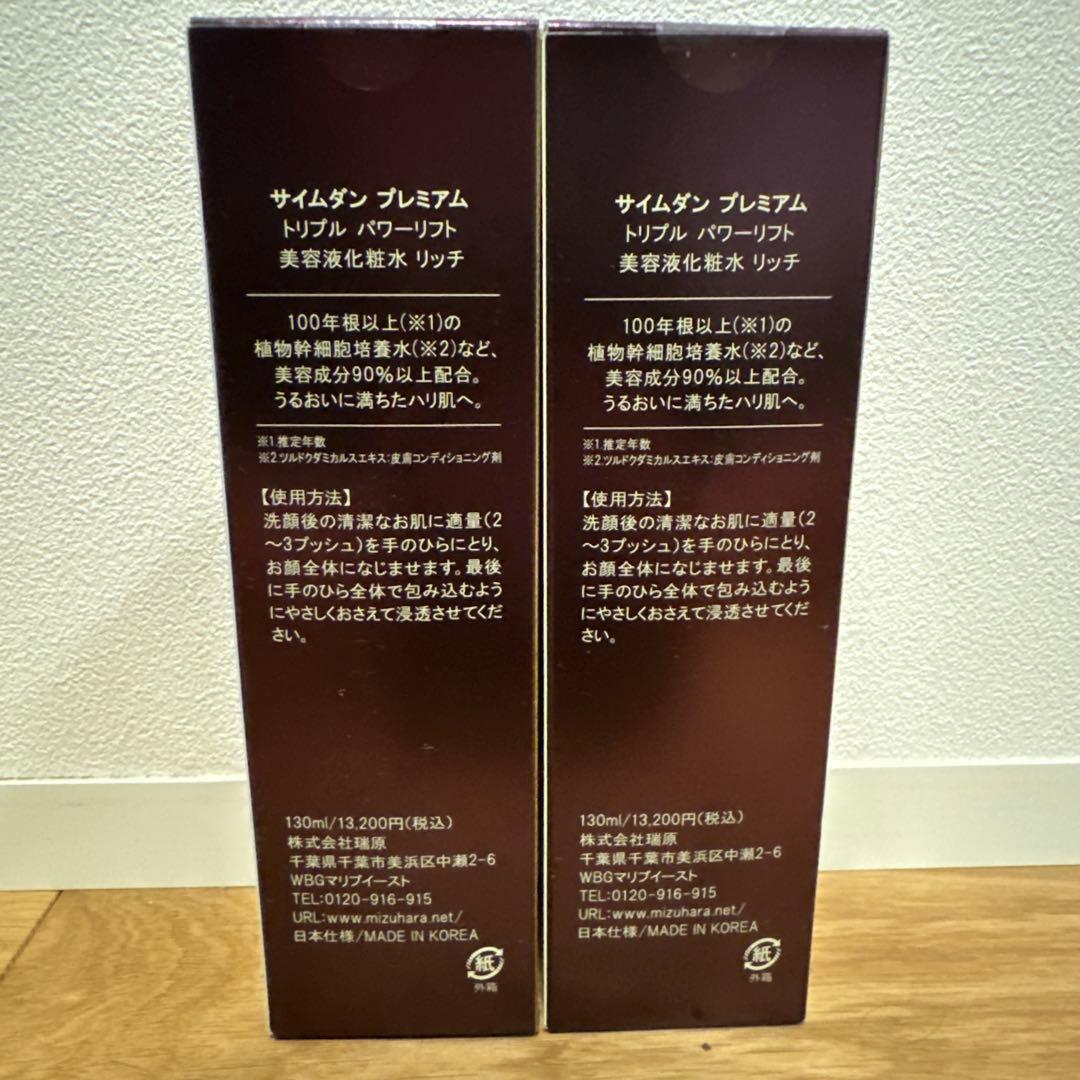 サイムダン プレミアム
トリプル パワーリフト
美容液化粧水 リッチ
100年根以上(※1)の
植物幹細胞培養水(※2)など、
美容成分90%以上配合。
うるおいに満ちたハリ肌へ。
※1.推定年数
※2.ツルドクダミカルスエキス:皮膚コンディショニング剤
【使用方法】
洗顔後の清潔なお肌に適量(2
～3プッシュ)を手のひらにとり、
お顔全体になじませます。最後
に手のひら全体で包み込むよう
にやさしくおさえて浸透させてくだ
さい。
130ml/13,200円(税込)
株式会社瑞原
千葉県千葉市美浜区中瀬2-6
WBGマリブイースト
TEL:0120-916-915
URL:www.mizuhara.net/
日本仕様/MADE IN KOREA
紙
外箱
サイムダン プレミアム
トリプル パワーリフト
美容液化粧水 リッチ
100年根以上(※1)の
植物幹細胞培養水(※2)など、
美容成分90%以上配合。
うるおいに満ちたハリ肌へ。
※1.推定年数
※2.ツルドクダミカルスエキス:皮膚コンディショニング剤
【使用方法】
洗顔後の清潔なお肌に適量(2
～3プッシュ)を手のひらにとり、
お顔全体になじませます。最後
に手のひら全体で包み込むよう
にやさしくおさえて浸透させてくだ
さい。
130ml/13,200円(税込)
株式会社瑞原
千葉県千葉市美浜区中瀬2-6
WBGマリブイースト
TEL:0120-916-915
URL:www.mizuhara.net/
日本仕様/MADE IN KOREA
紙
外箱